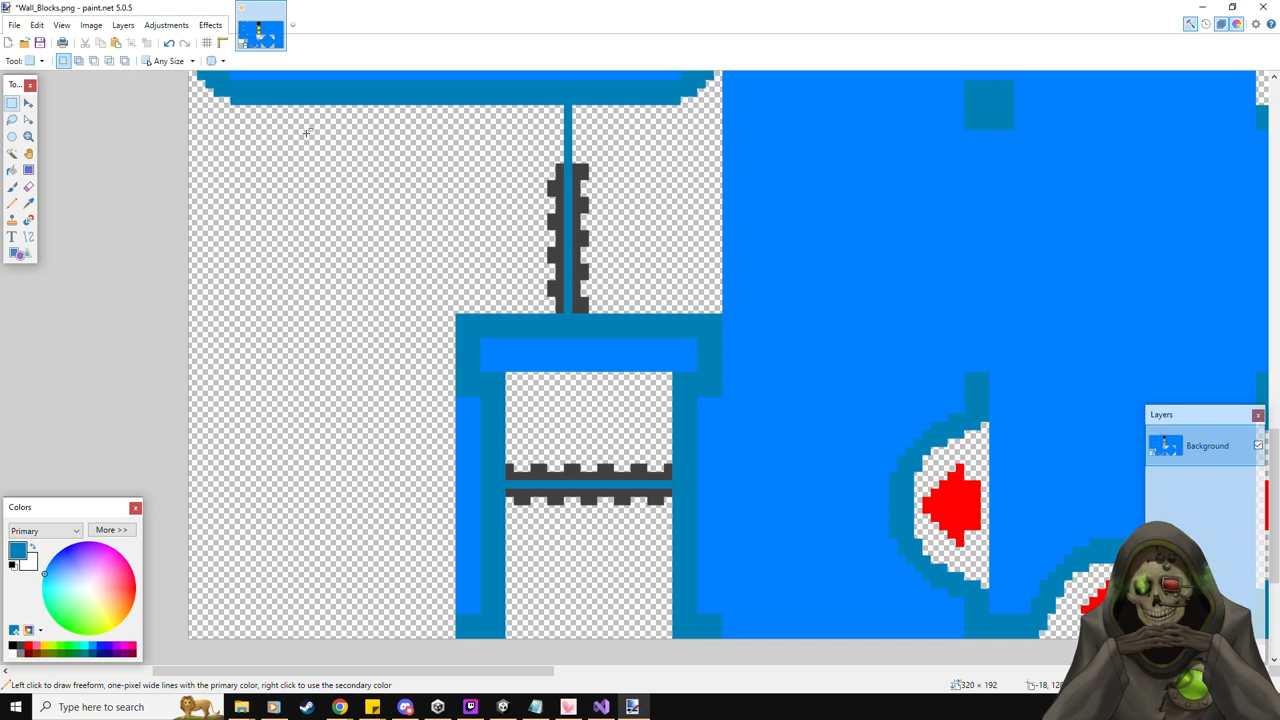 *Wall_Blocks.png - paint.net 5.0.5
File Edit View Image Layers Adjustments Effects
Tool: Any Size
To...
Layers
Background
Colors
Primary More >>
Left click to draw freeform, one-pixel wide lines with the primary color, right click to use the secondary color
320 × 192
-18, 128
Type here to search